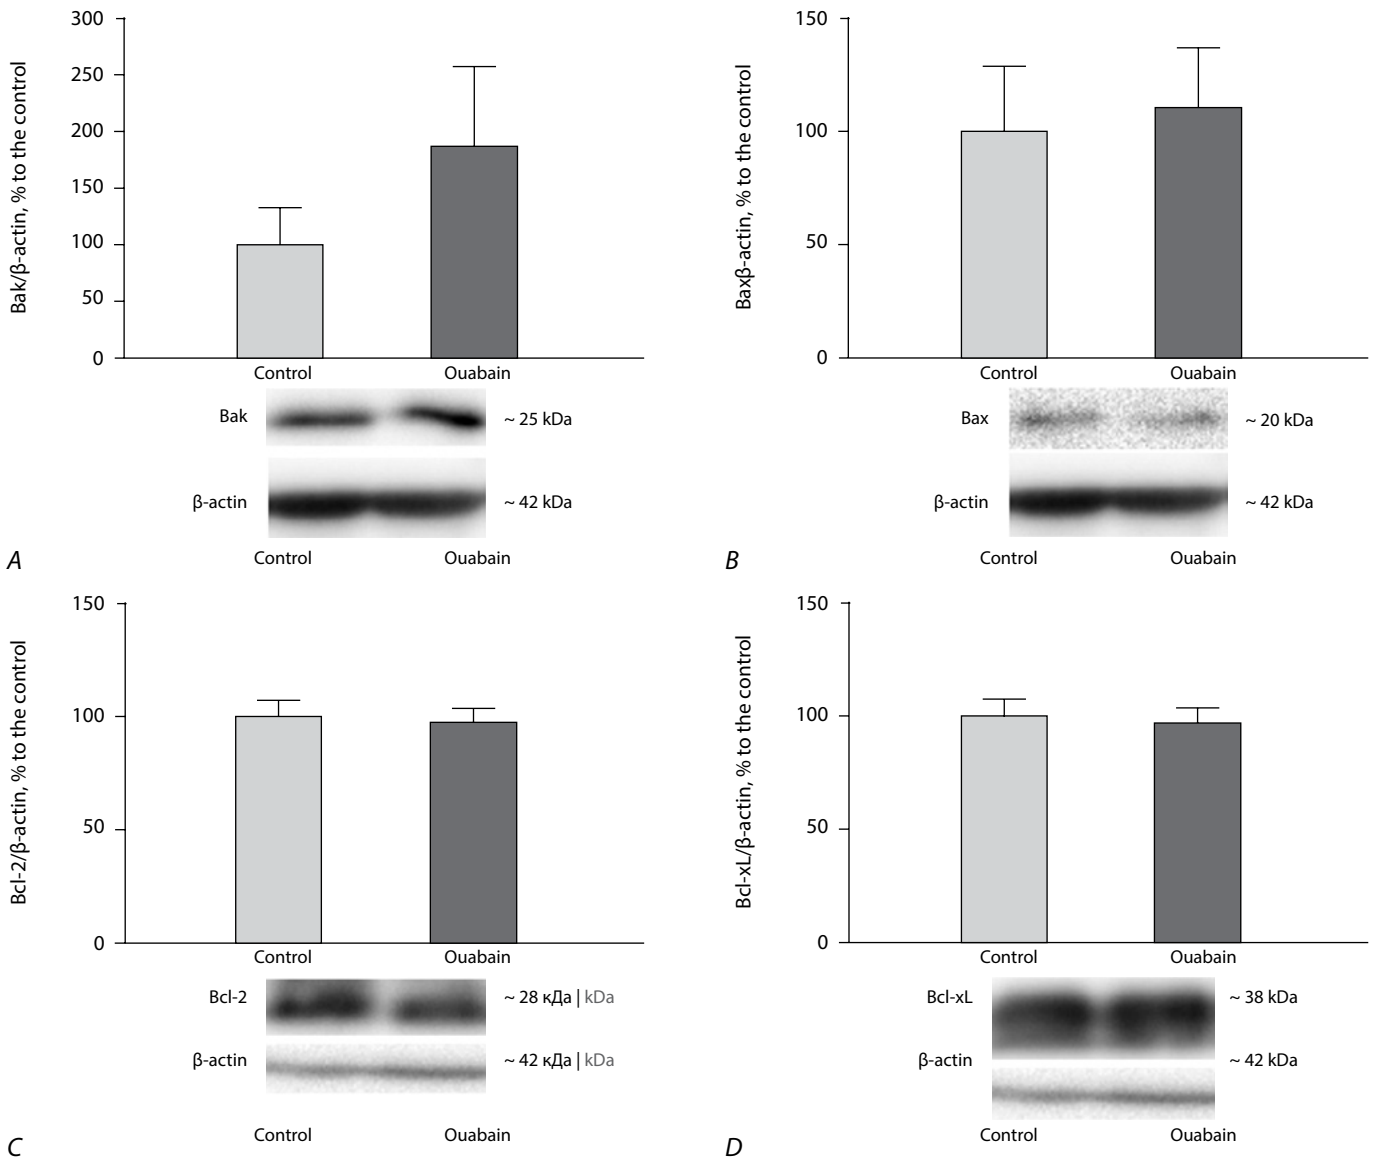 300
250
200
150
100
50
0
Bak/β-actin, % to the control
Control
Ouabain
Bak
~ 25 kDa
β-actin
~ 42 kDa
Control
Ouabain
A
150
100
50
0
Baxβ-actin, % to the control
Control
Ouabain
Bax
~ 20 kDa
β-actin
~ 42 kDa
Control
Ouabain
B
150
100
50
0
Bcl-2/β-actin, % to the control
Control
Ouabain
Bcl-2
~ 28 кДа | kDa
β-actin
~ 42 кДа | kDa
Control
Ouabain
C
150
100
50
0
Bcl-xL/β-actin, % to the control
Control
Ouabain
Bcl-xL
~ 38 kDa
β-actin
~ 42 kDa
Control
Ouabain
D